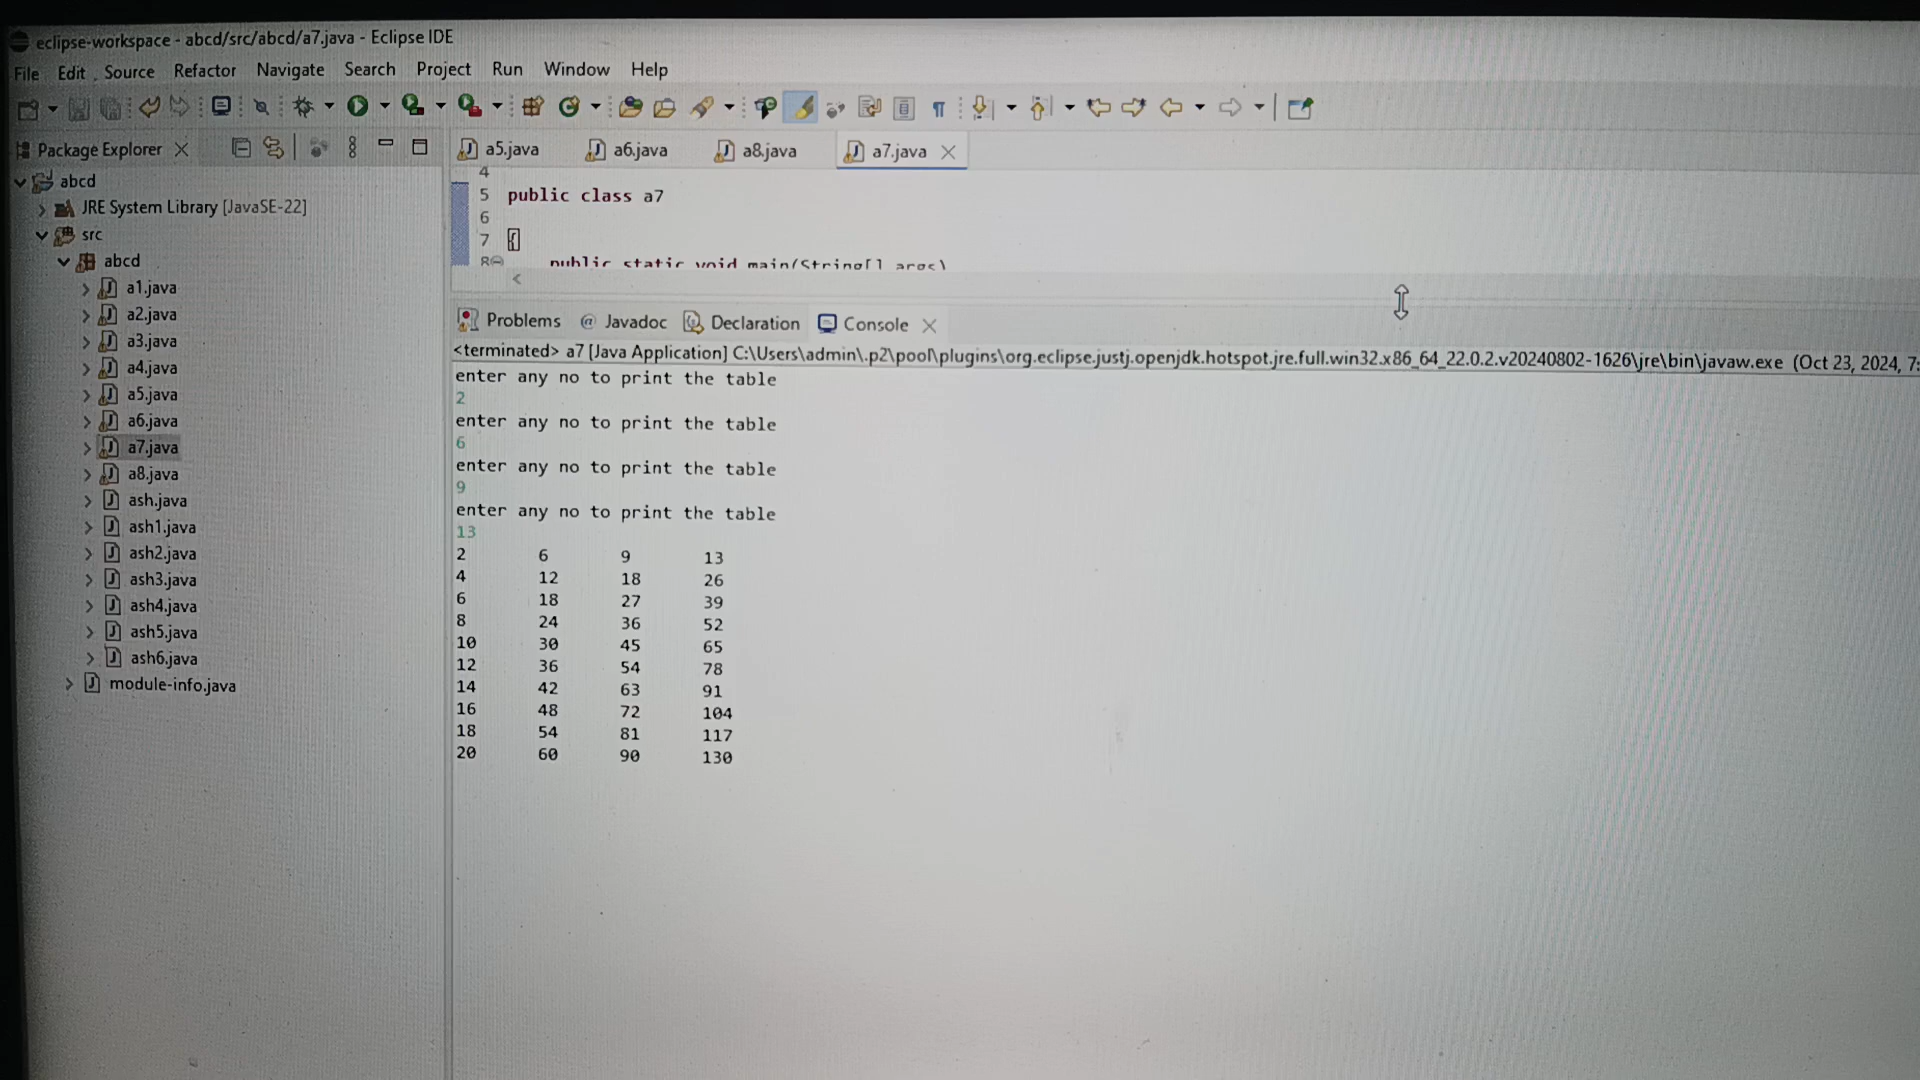 eclipse-workspace - abcd/src/abcd/a7.java - Eclipse IDE
File Edit Source Refactor Navigate Search Project Run Window Help
Package Explorer
a5.java a6.java a8.java a7.java
abcd
JRE System Library [JavaSE-22]
src
abcd
a1.java
a2.java
a3.java
a4.java
a5.java
a6.java
a7.java
a8.java
ash.java
ash1.java
ash2.java
ash3.java
ash4.java
ash5.java
ash6.java
module-info.java
4
5 public class a7
6
7 {
8 public static void main(String[] args)
Problems @ Javadoc Declaration Console
<terminated> a7 [Java Application] C:\Users\admin\.p2\pool\plugins\org.eclipse.justj.openjdk.hotspot.jre.full.win32.x86_64_22.0.2.v20240802-1626\jre\bin\javaw.exe (Oct 23, 2024, 7:
enter any no to print the table
2
enter any no to print the table
6
enter any no to print the table
9
enter any no to print the table
13
2 6 9 13
4 12 18 26
6 18 27 39
8 24 36 52
10 30 45 65
12 36 54 78
14 42 63 91
16 48 72 104
18 54 81 117
20 60 90 130